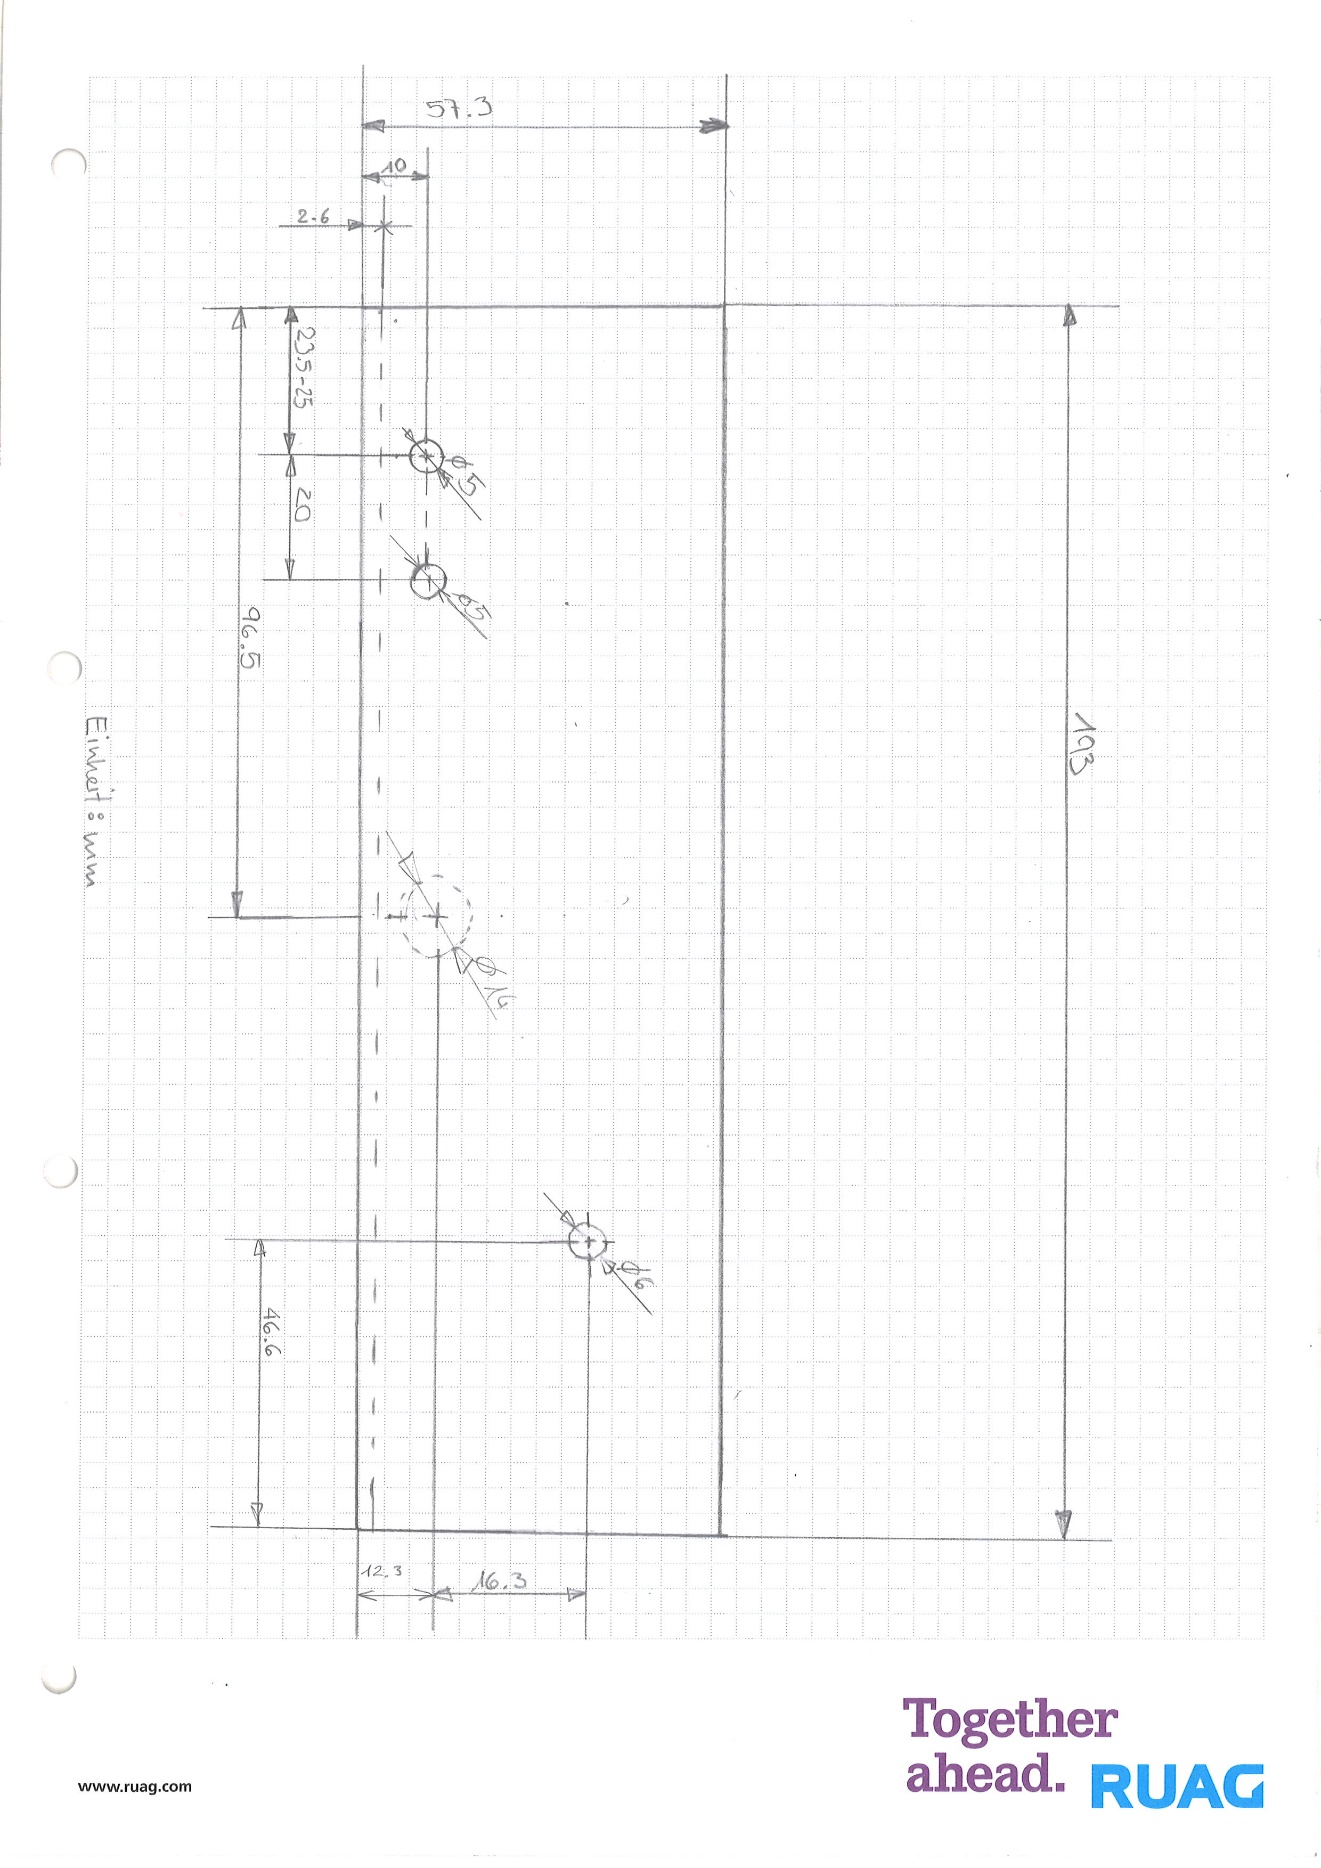 57.3
10
2.6
23.5-25
ø5
20
ø5
96.5
193
Einheit: mm
ø14
ø6
46.6
12.3
16.3
Together
ahead. RUAG
www.ruag.com